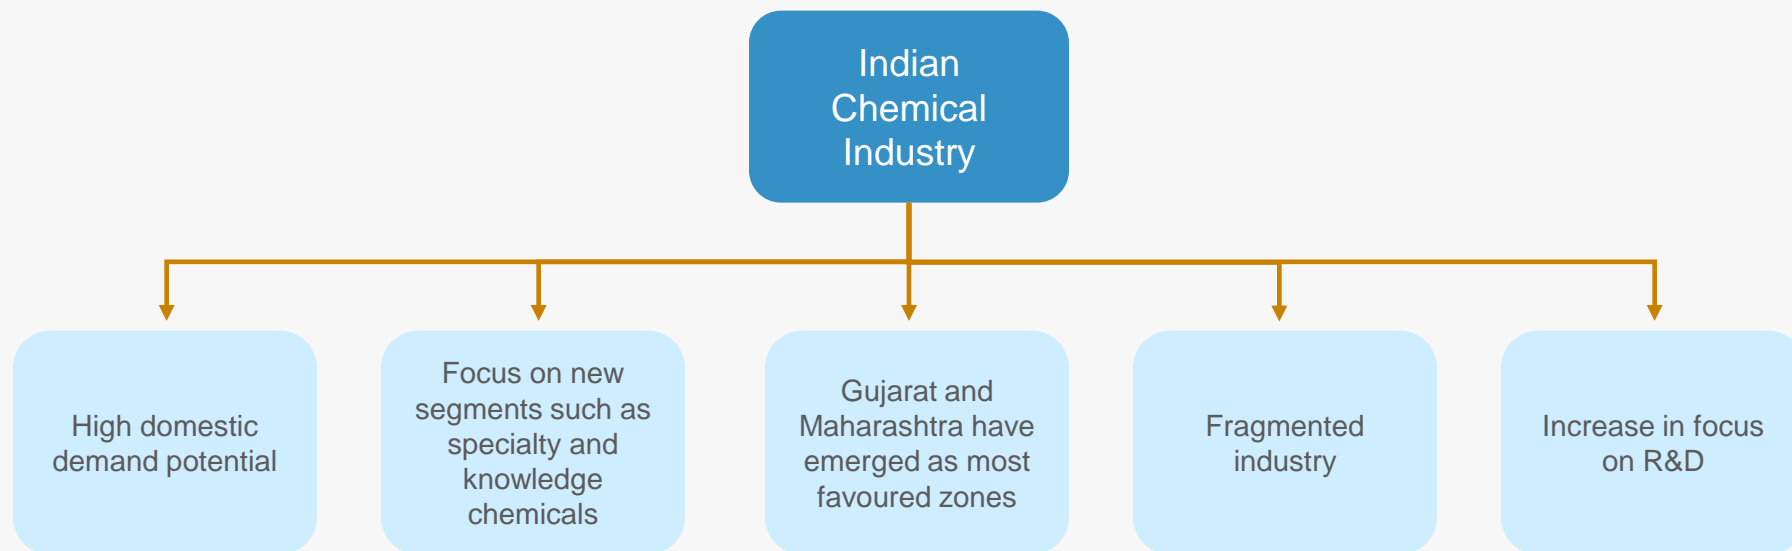 Indian
Chemical
Industry
High domestic
demand potential
Focus on new
segments such as
specialty and
knowledge
chemicals
Gujarat and
Maharashtra have
emerged as most
favoured zones
Fragmented
industry
Increase in focus
on R&D